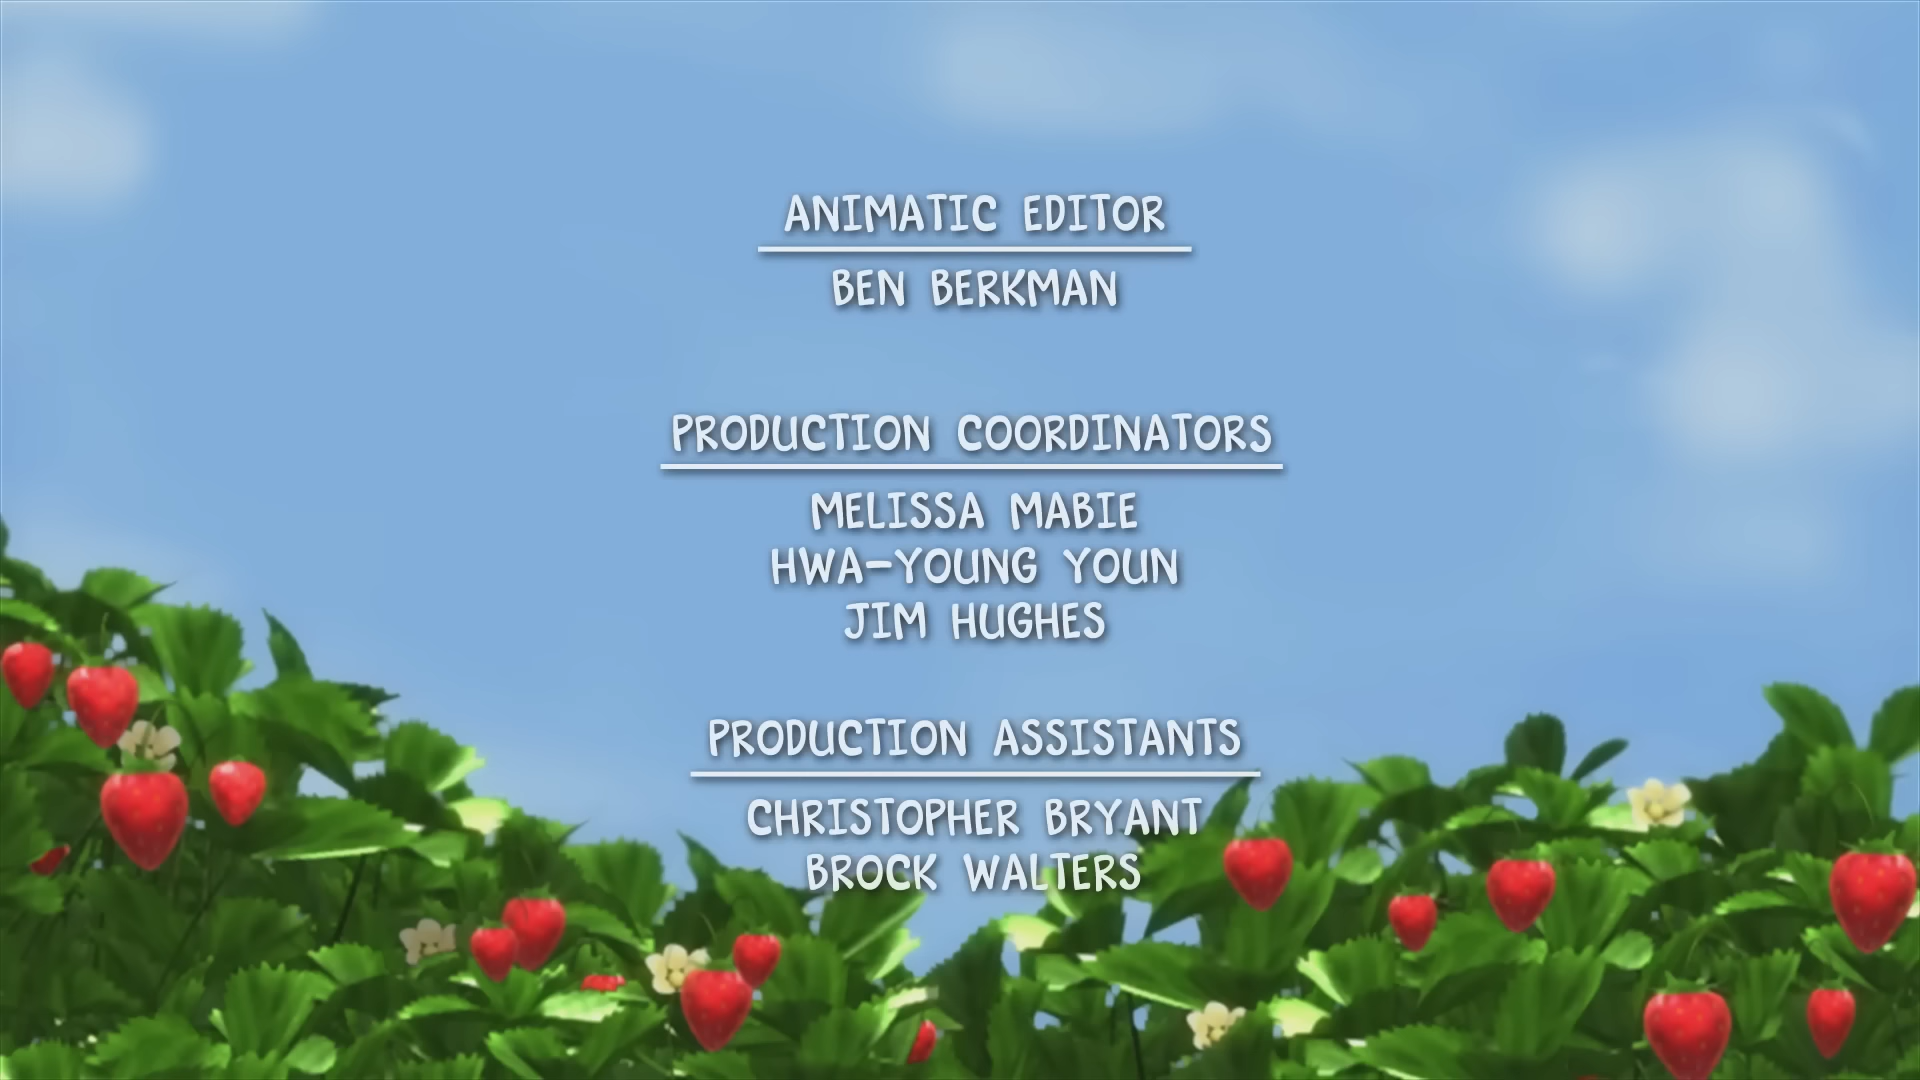 ANIMATIC EDITOR
BEN BERKMAN
PRODUCTION COORDINATORS
MELISSA MABIE
HWA-YOUNG YOUN
JIM HUGHES
PRODUCTION ASSISTANTS
CHRISTOPHER BRYANT
BROCK WALTERS